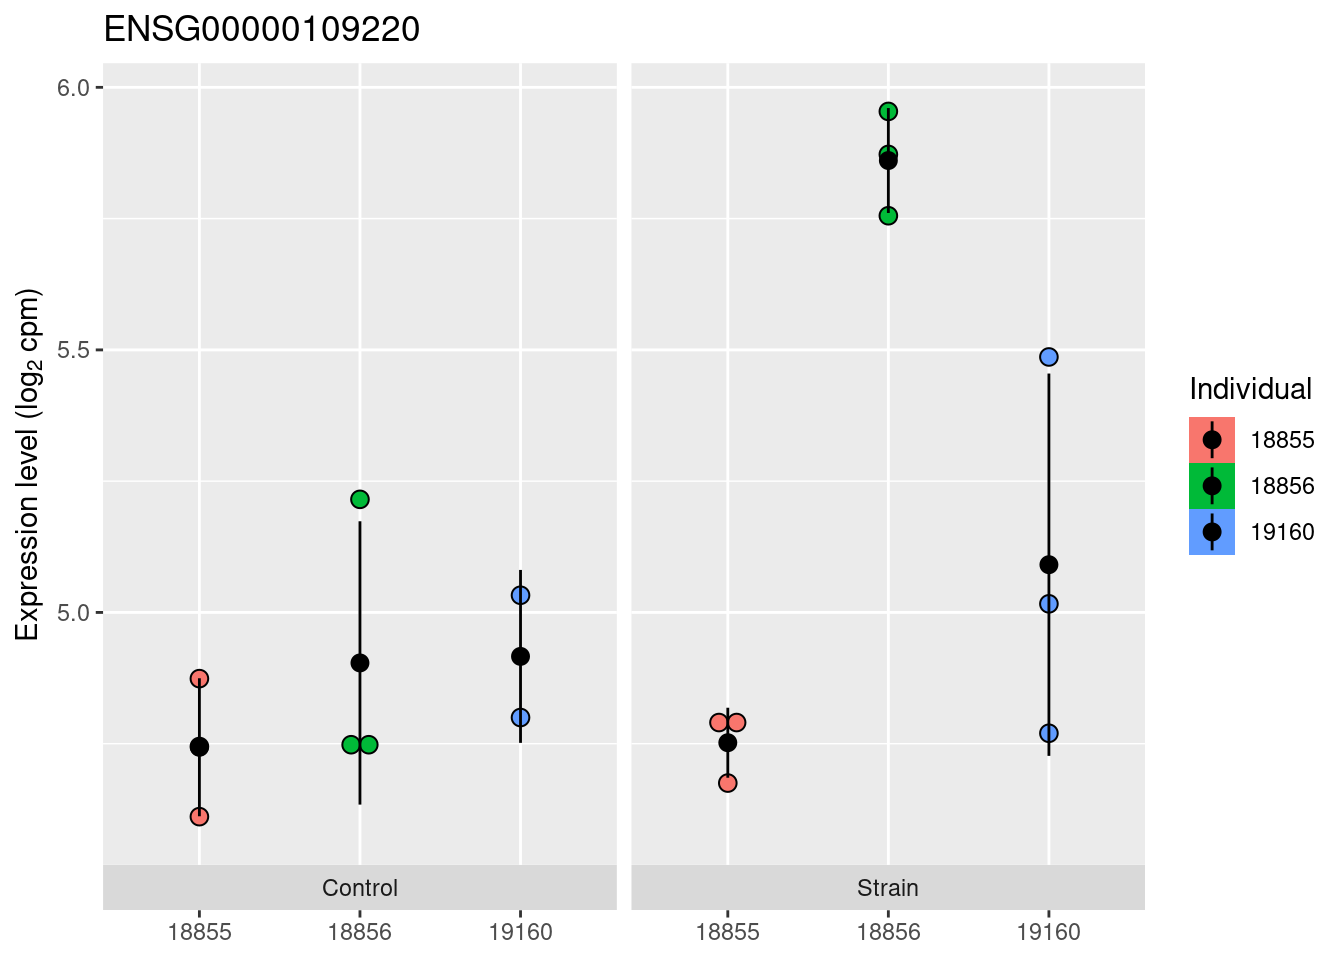 ENSG00000109220
Expression level (log₂ cpm)
6.0
5.5
5.0
Control
Strain
18855
18856
19160
18855
18856
19160
Individual
18855
18856
19160